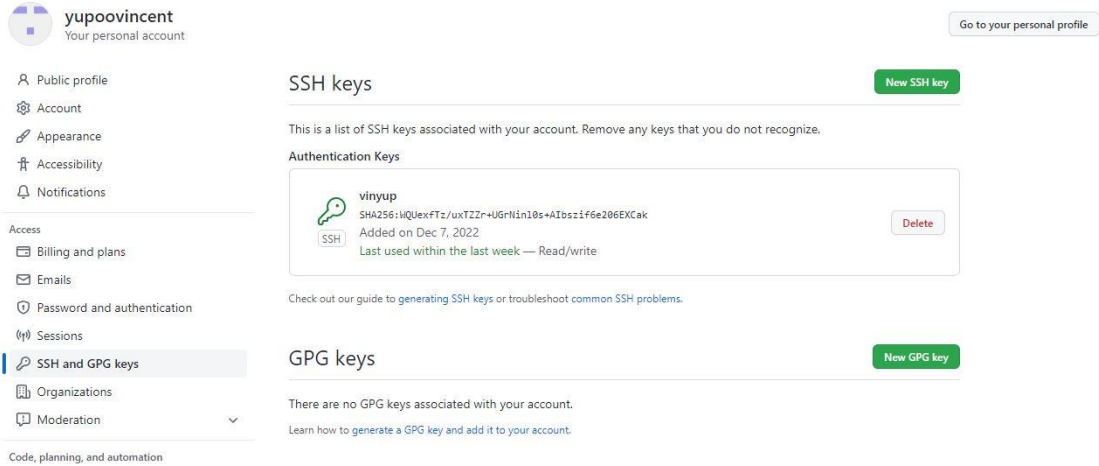 yupoovincent
Your personal account
Go to your personal profile
Public profile
Account
Appearance
Accessibility
Notifications
Access
Billing and plans
Emails
Password and authentication
Sessions
SSH and GPG keys
Organizations
Moderation
Code, planning, and automation
SSH keys
New SSH key
This is a list of SSH keys associated with your account. Remove any keys that you do not recognize.
Authentication Keys
vinyup
SHA256:WQUexfTz/uxTZZr+UGrNinl0s+AIbszif6e206EXCak
SSH
Added on Dec 7, 2022
Last used within the last week — Read/write
Delete
Check out our guide to generating SSH keys or troubleshoot common SSH problems.
GPG keys
New GPG key
There are no GPG keys associated with your account.
Learn how to generate a GPG key and add it to your account.